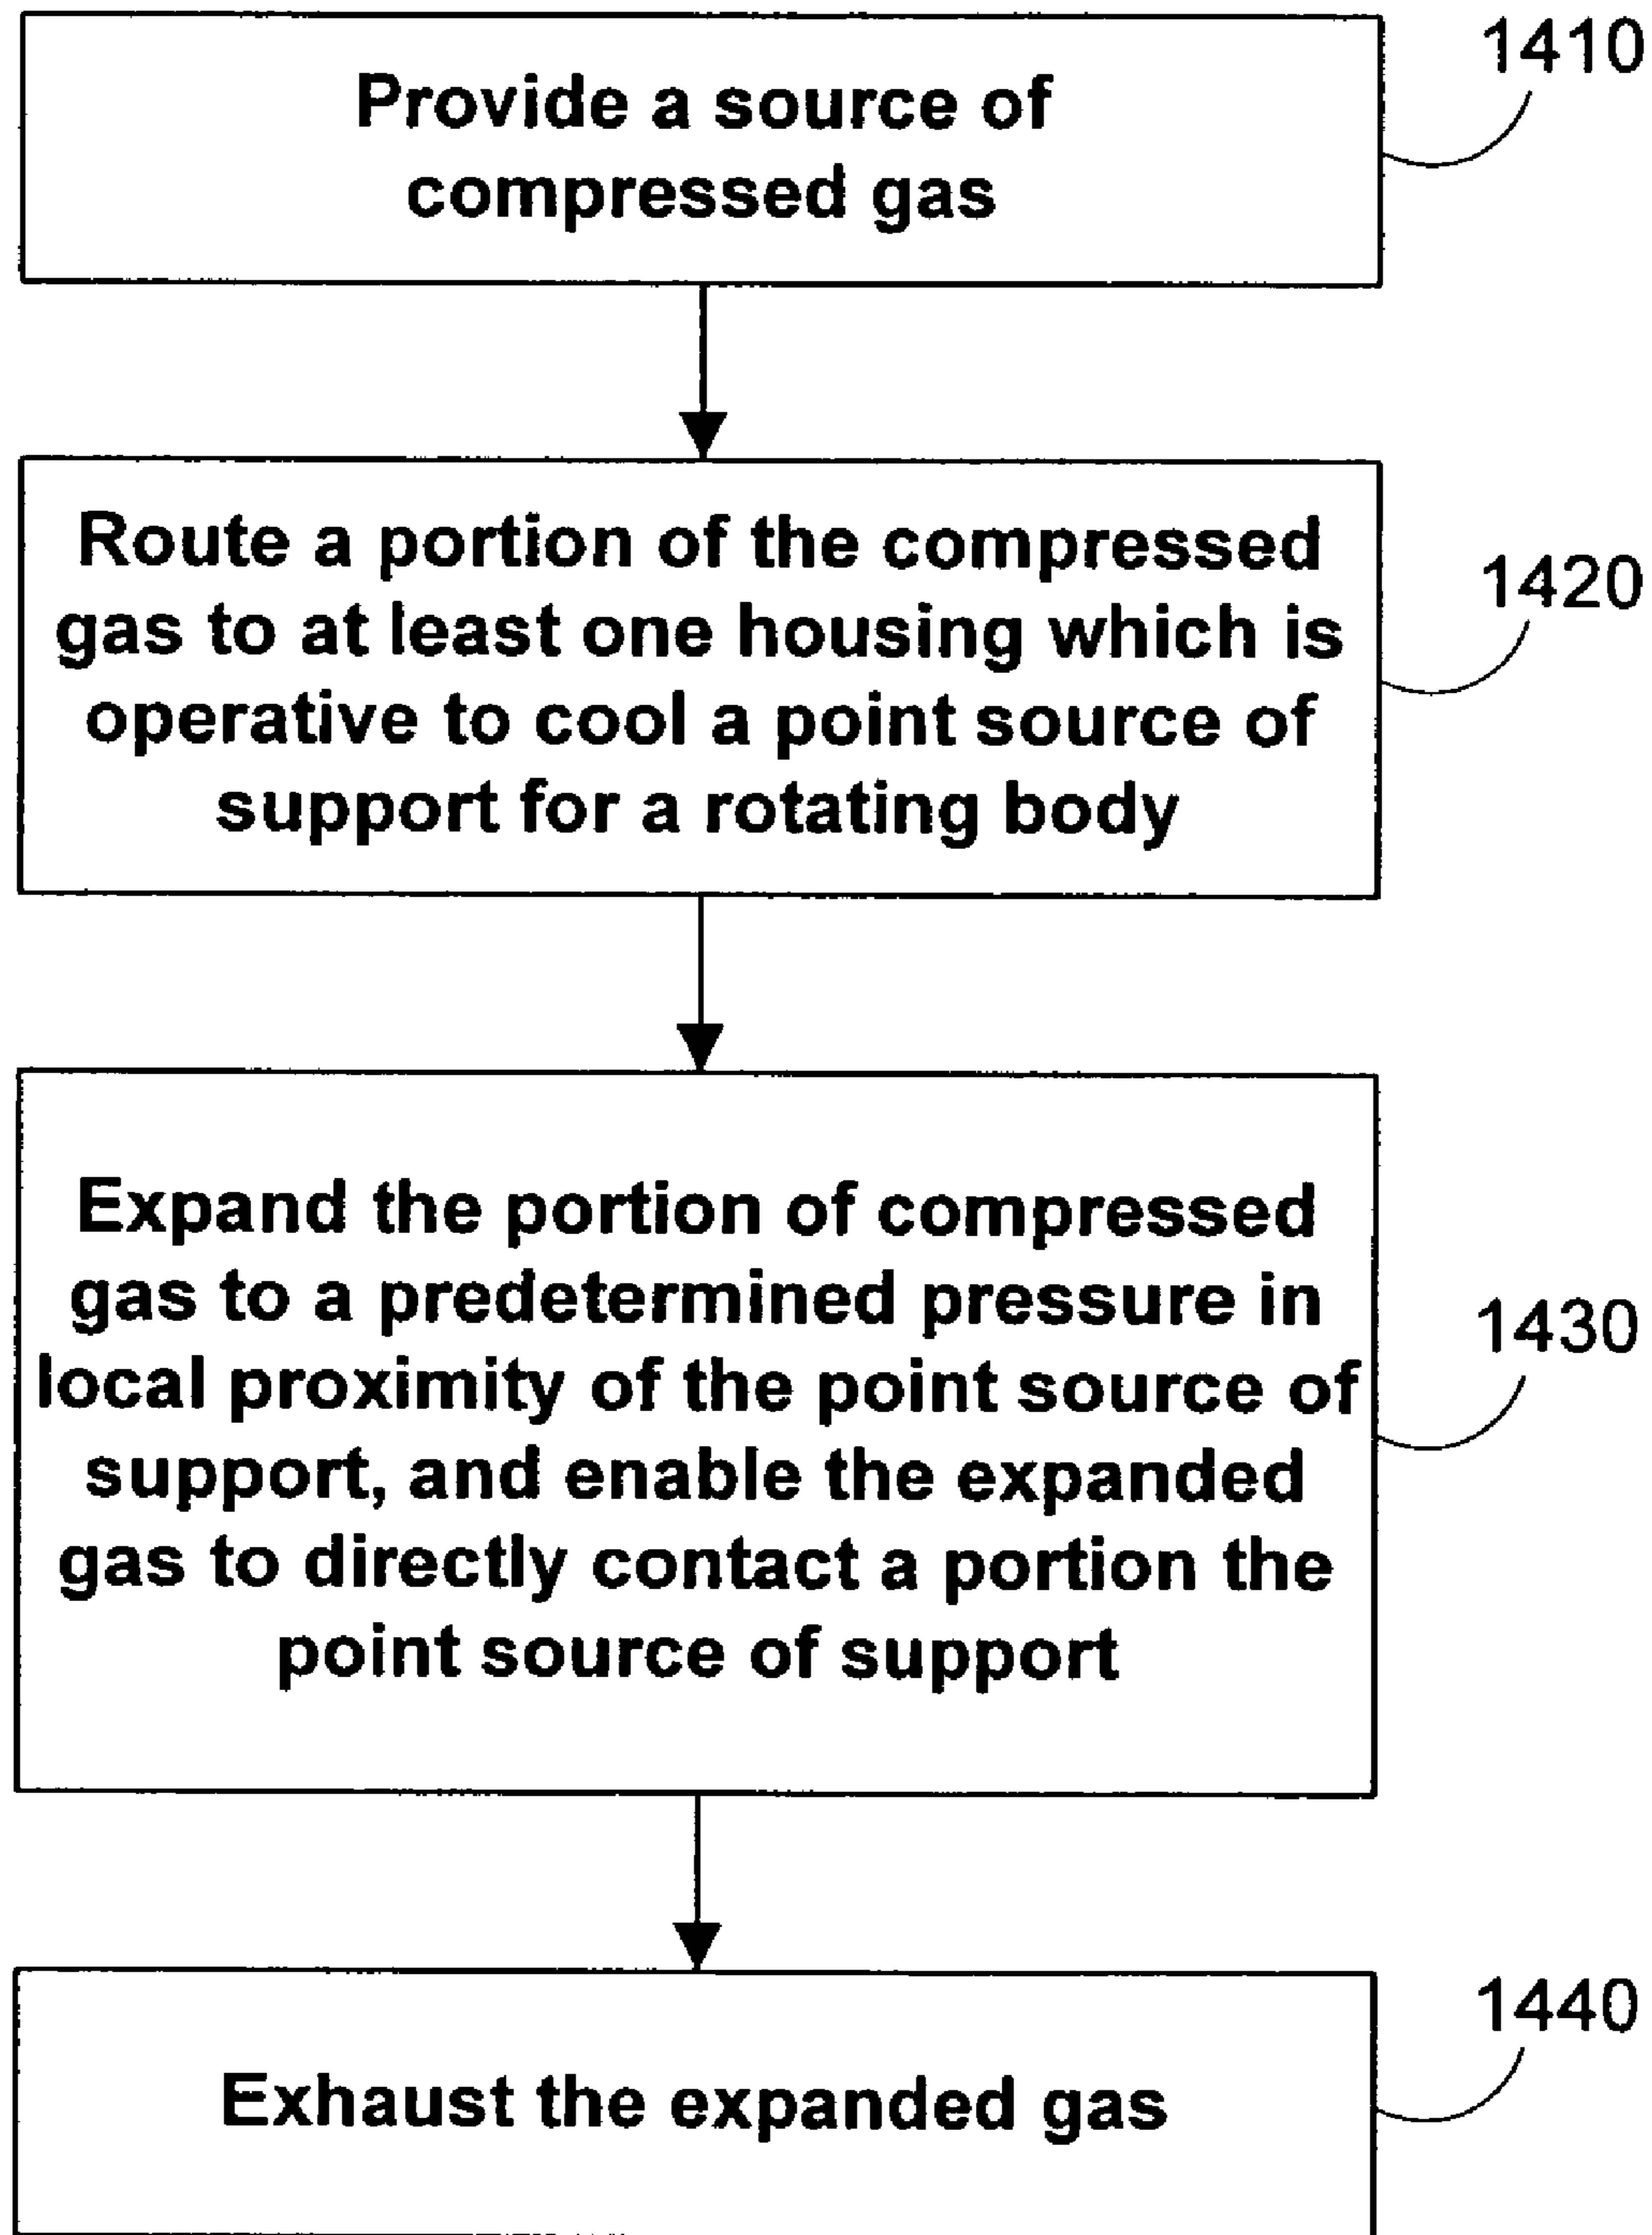 Provide a source of
compressed gas
1410
Route a portion of the compressed
gas to at least one housing which is
operative to cool a point source of
support for a rotating body
1420
Expand the portion of compressed
gas to a predetermined pressure in
local proximity of the point source of
support, and enable the expanded
gas to directly contact a portion the
point source of support
1430
Exhaust the expanded gas
1440